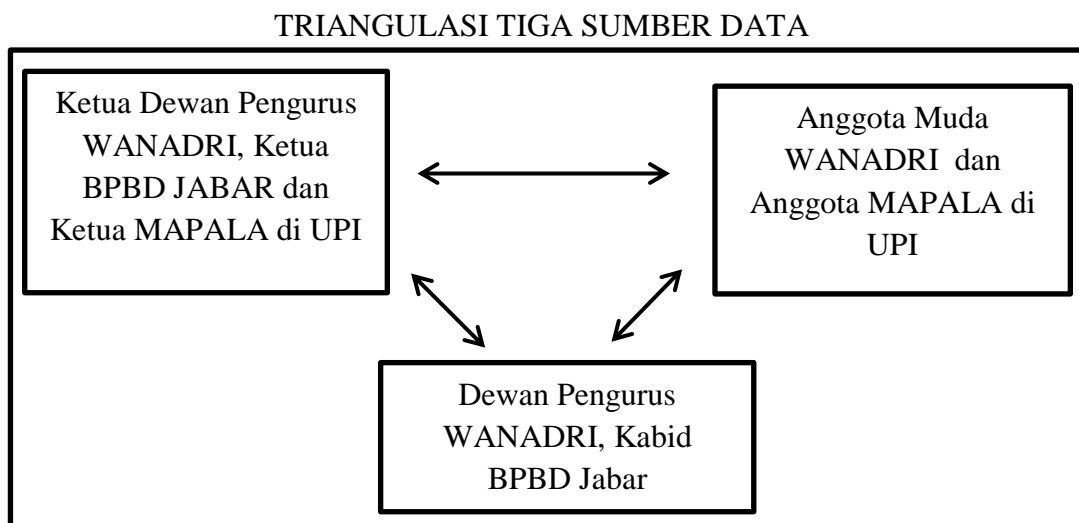 TRIANGULASI TIGA SUMBER DATA
Ketua Dewan Pengurus
WANADRI, Ketua
BPBD JABAR dan
Ketua MAPALA di UPI
Anggota Muda
WANADRI dan
Anggota MAPALA di
UPI
Dewan Pengurus
WANADRI, Kabid
BPBD Jabar